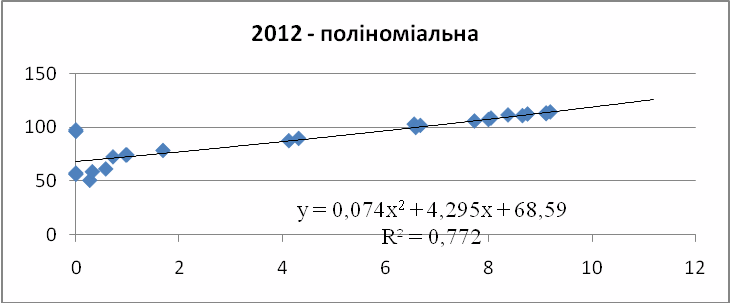 2012 - поліноміальна
150
100
50
0
y = 0,074x² + 4,295x + 68,59
R² = 0,772
0 2 4 6 8 10 12